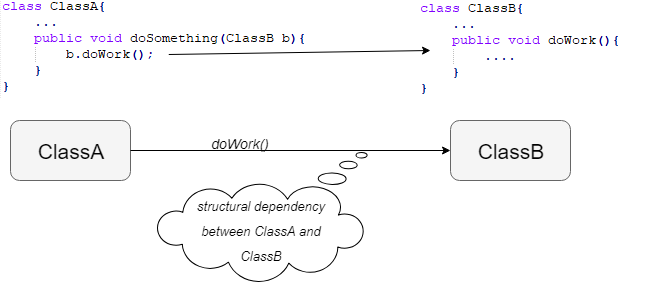 class ClassA{
...
public void doSomething(ClassB b){
b.doWork();
}
}
class ClassB{
...
public void doWork(){
....
}
}
ClassA
doWork()
ClassB
structural dependency
between ClassA and
ClassB